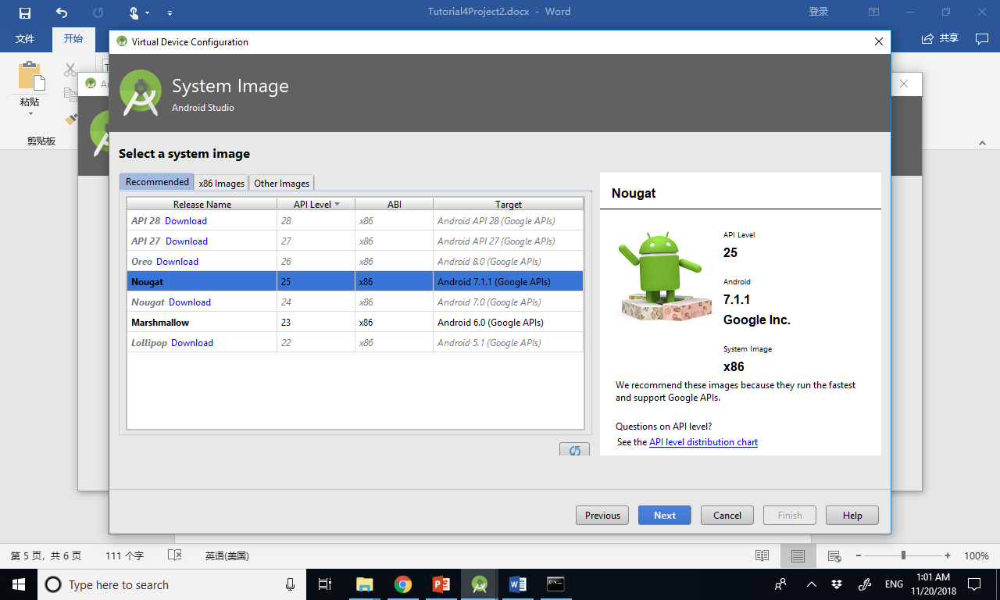 Tutorial4Project2.docx - Word
登录
文件
开始
共享
粘贴
剪贴板
Virtual Device Configuration
System Image
Android Studio
Select a system image
Recommended
x86 Images
Other Images
Release Name API Level ABI Target
API 28 Download 28 x86 Android API 28 (Google APIs)
API 27 Download 27 x86 Android API 27 (Google APIs)
Oreo Download 26 x86 Android 8.0 (Google APIs)
Nougat 25 x86 Android 7.1.1 (Google APIs)
Nougat Download 24 x86 Android 7.0 (Google APIs)
Marshmallow 23 x86 Android 6.0 (Google APIs)
Lollipop Download 22 x86 Android 5.1 (Google APIs)
Nougat
API Level
25
Android
7.1.1
Google Inc.
System Image
x86
We recommend these images because they run the fastest
and support Google APIs.
Questions on API level?
See the API level distribution chart
Previous
Next
Cancel
Finish
Help
第 5 页，共 6 页
111 个字
英语(美国)
100%
Type here to search
ENG
1:01 AM
11/20/2018